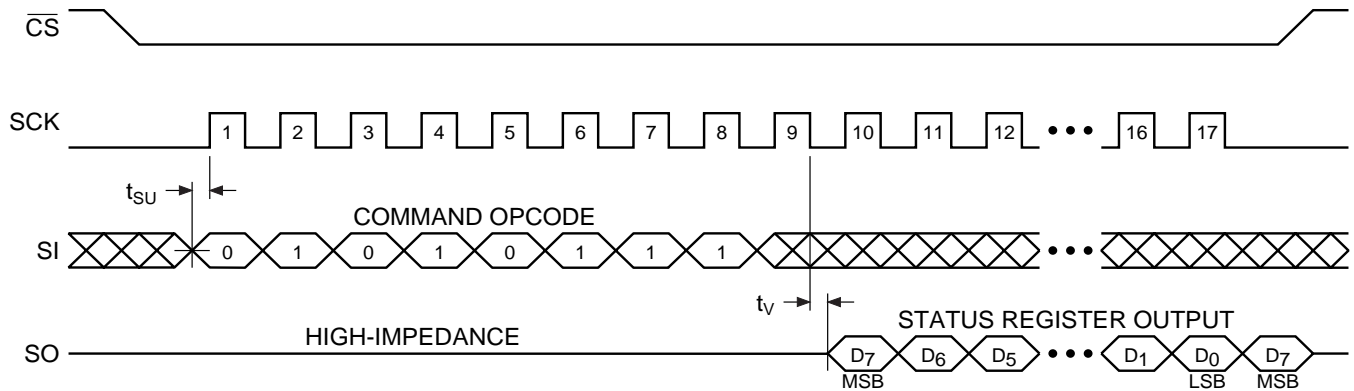 CS
SCK 1 2 3 4 5 6 7 8 9 10 11 12 ••• 16 17
tSU
COMMAND OPCODE
SI 0 1 0 1 0 1 1 1 •••
tV
HIGH-IMPEDANCE STATUS REGISTER OUTPUT
SO D7 D6 D5 ••• D1 D0 D7
MSB LSB MSB